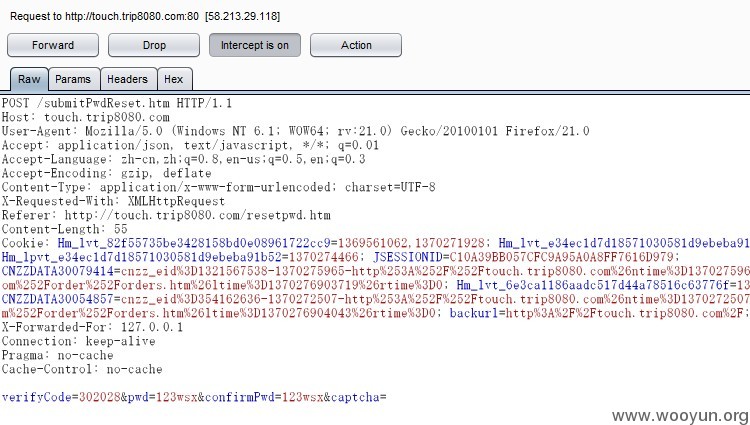 Request to http://touch.trip8080.com:80 [58.213.29.118]
Forward Drop Intercept is on Action
Raw Params Headers Hex
POST /submitPwdReset.htm HTTP/1.1
Host: touch.trip8080.com
User-Agent: Mozilla/5.0 (Windows NT 6.1; WOW64; rv:21.0) Gecko/20100101 Firefox/21.0
Accept: application/json, text/javascript, */*; q=0.01
Accept-Language: zh-cn,zh;q=0.8,en-us;q=0.5,en;q=0.3
Accept-Encoding: gzip, deflate
Content-Type: application/x-www-form-urlencoded; charset=UTF-8
X-Requested-With: XMLHttpRequest
Referer: http://touch.trip8080.com/resetpwd.htm
Content-Length: 55
Cookie: Hm_lvt_82f55735be3428158bd0e08961722cc9=1369561062,1370271928; Hm_lvt_e34ec1d7d18571030581d9ebeba91
Hm_lpvt_e34ec1d7d18571030581d9ebeba91b52=1370274466; JSESSIONID=C10A39BB057CFC9A95A0A8FF7616D979;
CNZZDATA30079414=cnzz_eid%3D1321567538-1370275965-http%253A%252F%252Ftouch.trip8080.com%26ntime%3D1370275965
om%252Forder%252Forders.htm%26ltime%3D1370276903719%26rtime%3D0; Hm_lvt_6e3ca1186aadc517d44a78516c63776f=13
CNZZDATA30054857=cnzz_eid%3D354162636-1370272507-http%253A%252F%252Ftouch.trip8080.com%26ntime%3D1370272507
m%252Forder%252Forders.htm%26ltime%3D1370276904043%26rtime%3D0; backurl=http%3A%2F%2Ftouch.trip8080.com%2F;
X-Forwarded-For: 127.0.0.1
Connection: keep-alive
Pragma: no-cache
Cache-Control: no-cache
verifyCode=302028&pwd=123wsx&confirmPwd=123wsx&captcha=
www.wooyun.org